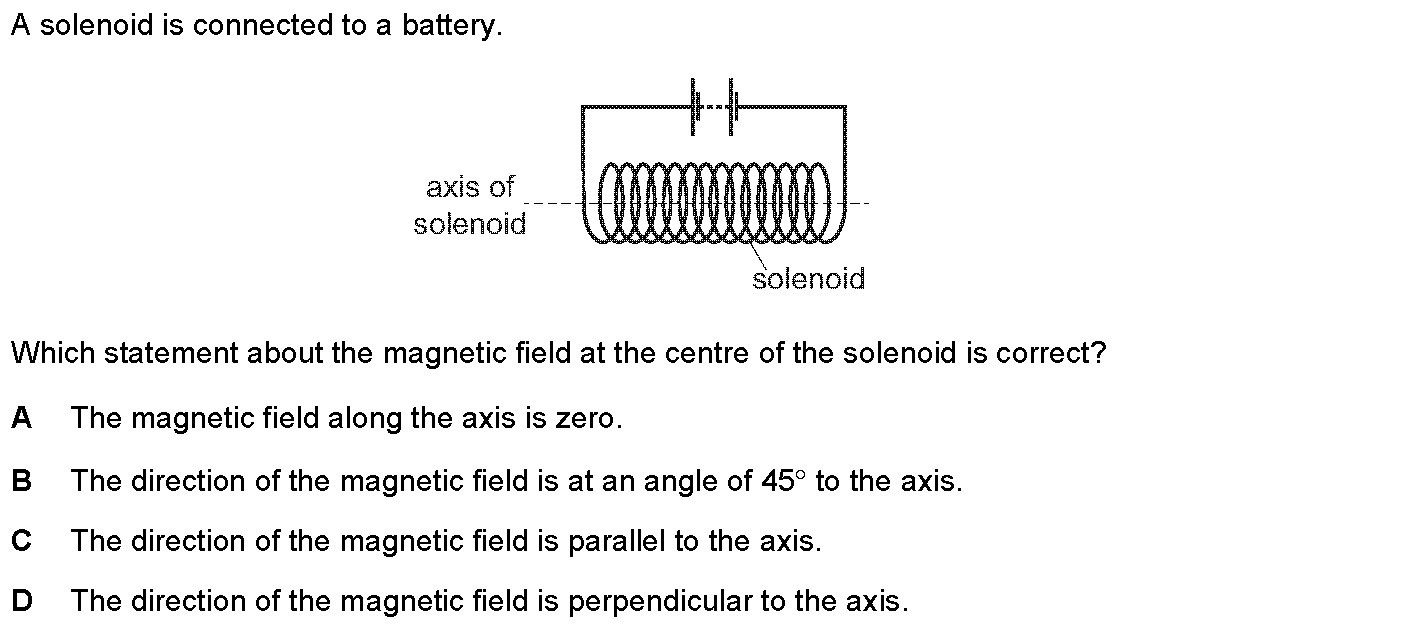 A solenoid is connected to a battery.
axis of
solenoid
solenoid
Which statement about the magnetic field at the centre of the solenoid is correct?
A The magnetic field along the axis is zero.
B The direction of the magnetic field is at an angle of 45° to the axis.
C The direction of the magnetic field is parallel to the axis.
D The direction of the magnetic field is perpendicular to the axis.